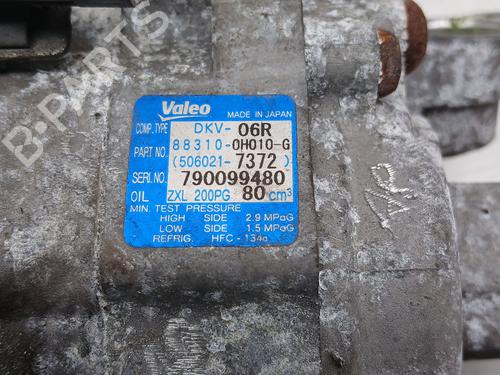 B-PARTS
Valeo MADE IN JAPAN
COMP. TYPE DKV- 06R
PART NO. 88310-0H010-G
(506021-7372)
SERI.NO. 790099480
OIL ZXL 200PG 80 cm³
MIN. TEST PRESSURE
HIGH SIDE 2.9 MPaG
LOW SIDE 1.5 MPaG
REFRIG. HFC-134a